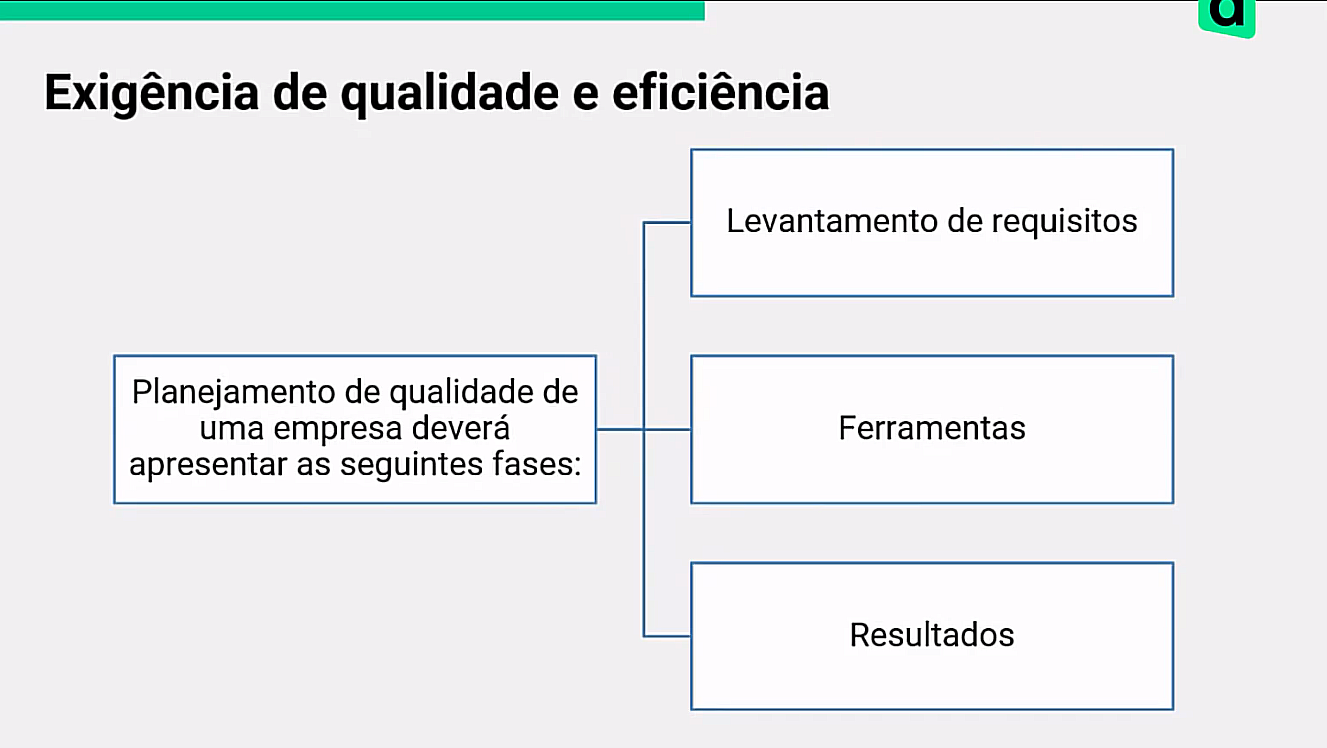 d
Exigência de qualidade e eficiência
Levantamento de requisitos
Planejamento de qualidade de
uma empresa deverá
apresentar as seguintes fases:
Ferramentas
Resultados